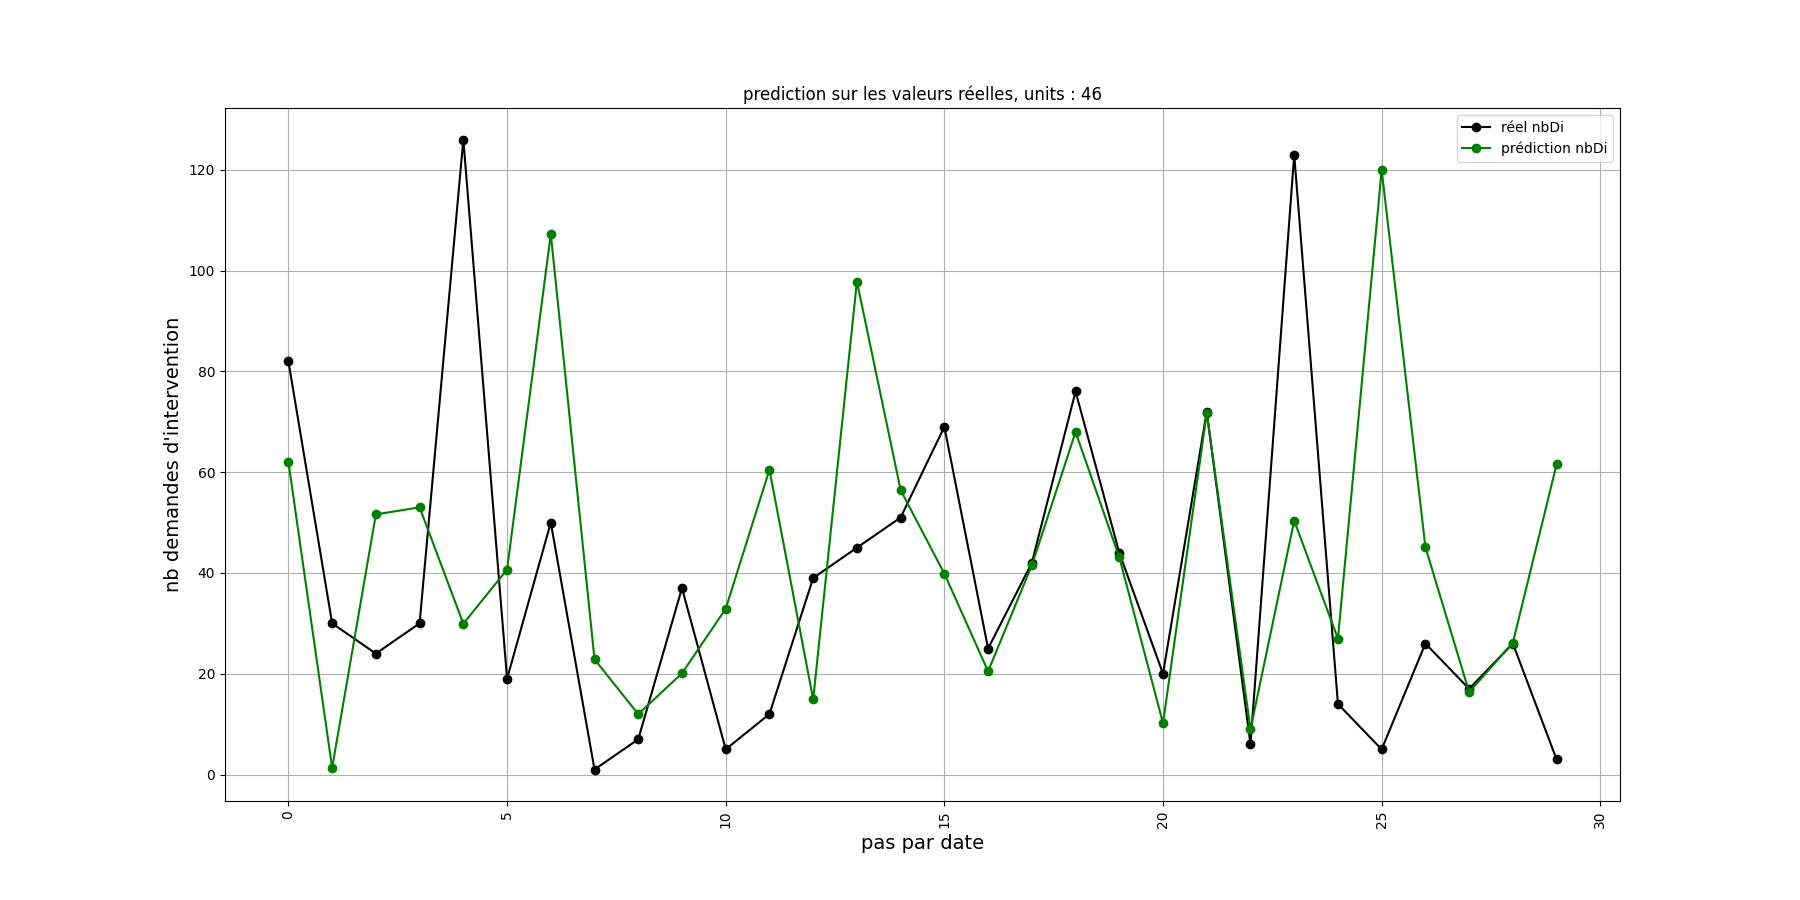 prediction sur les valeurs réelles, units : 46
réel nbDi
prédiction nbDi
nb demandes d'intervention
120
100
80
60
40
20
0
0 5 10 15 20 25 30
pas par date